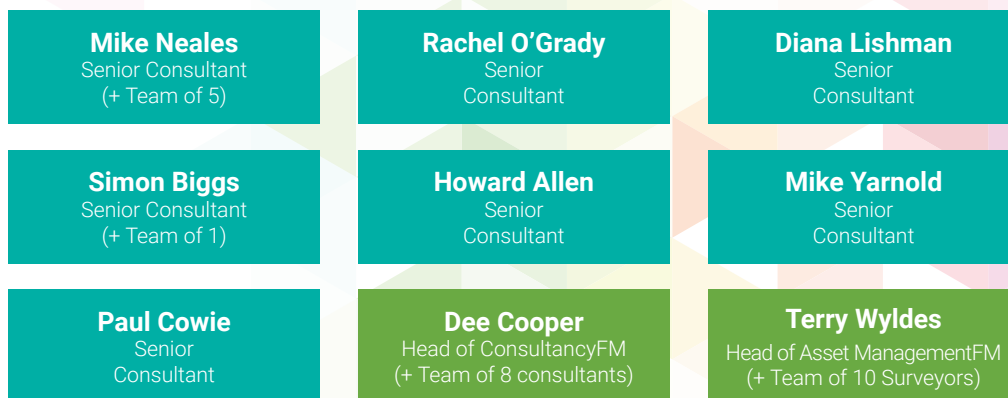 Mike Neales
Senior Consultant
(+ Team of 5)
Rachel O’Grady
Senior
Consultant
Diana Lishman
Senior
Consultant
Simon Biggs
Senior Consultant
(+ Team of 1)
Howard Allen
Senior
Consultant
Mike Yarnold
Senior
Consultant
Paul Cowie
Senior
Consultant
Dee Cooper
Head of ConsultancyFM
(+ Team of 8 consultants)
Terry Wyldes
Head of Asset ManagementFM
(+ Team of 10 Surveyors)